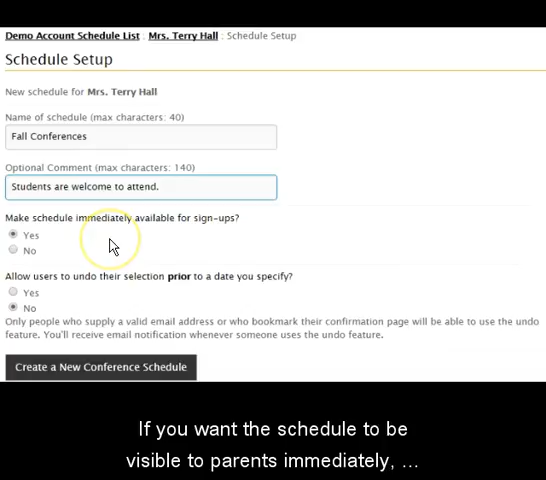 Demo Account Schedule List : Mrs. Terry Hall : Schedule Setup
Schedule Setup
New schedule for Mrs. Terry Hall
Name of schedule (max characters: 40)
Fall Conferences
Optional Comment (max characters: 140)
Students are welcome to attend.
Make schedule immediately available for sign-ups?
Yes
No
Allow users to undo their selection prior to a date you specify?
Yes
No
Only people who supply a valid email address or who bookmark their confirmation page will be able to use the undo
feature. You'll receive email notification whenever someone uses the undo feature.
Create a New Conference Schedule
If you want the schedule to be
visible to parents immediately, ...